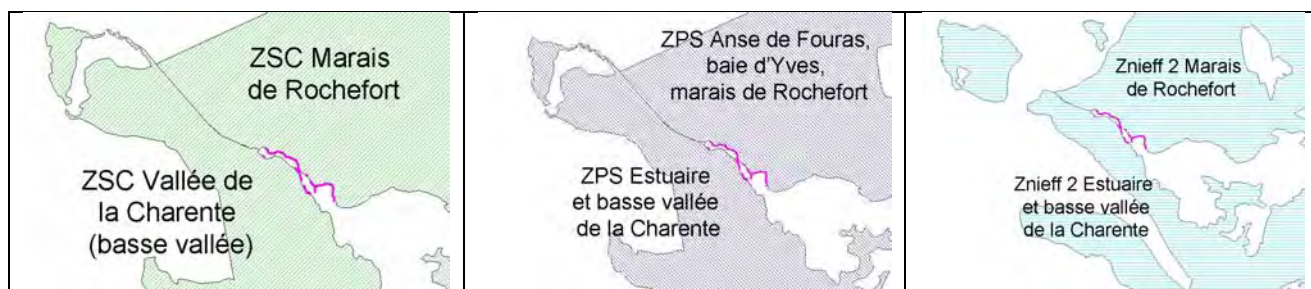 ZSC Marais
de Rochefort
ZSC Vallée de
la Charente
(basse vallée)
ZPS Anse de Fouras,
baie d'Yves,
marais de Rochefort
ZPS Estuaire
et basse vallée
de la Charente
Znieff 2 Marais
de Rochefort
Znieff 2 Estuaire
et basse vallée
de la Charente